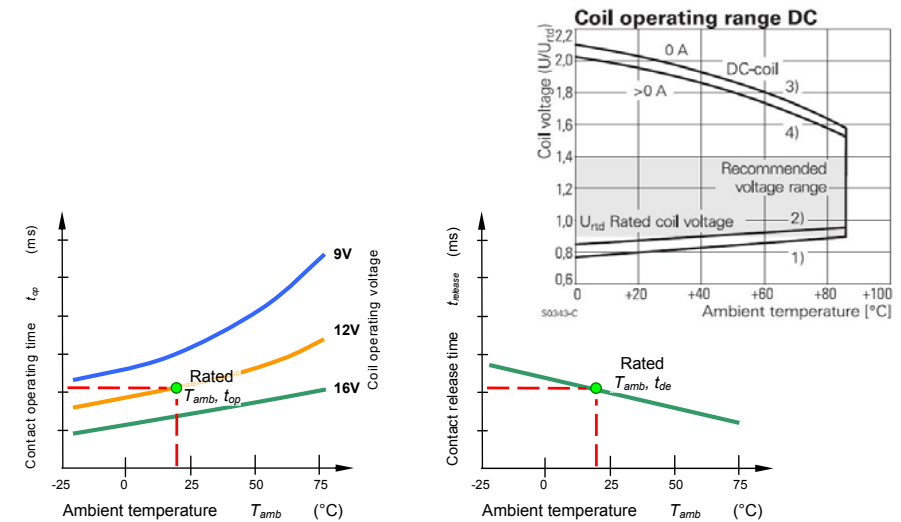 Coil operating range DC
Coil voltage (U/Urtd)
2,2
2,0
1,8
1,6
1,4
1,2
1,0
0,8
0,6
0 A
DC-coil
>0 A
3)
4)
Recommended
voltage range
Urtd Rated coil voltage
2)
1)
0
+20
+40
+60
+80
+100
S0343-C
Ambient temperature [°C]
Contact operating time top (ms)
9V
12V
16V
Coil operating voltage
Rated
Tamb, top
-25
0
25
50
75
Ambient temperature Tamb (°C)
Contact release time trelease (ms)
Rated
Tamb, tde
-25
0
25
50
75
Ambient temperature Tamb (°C)